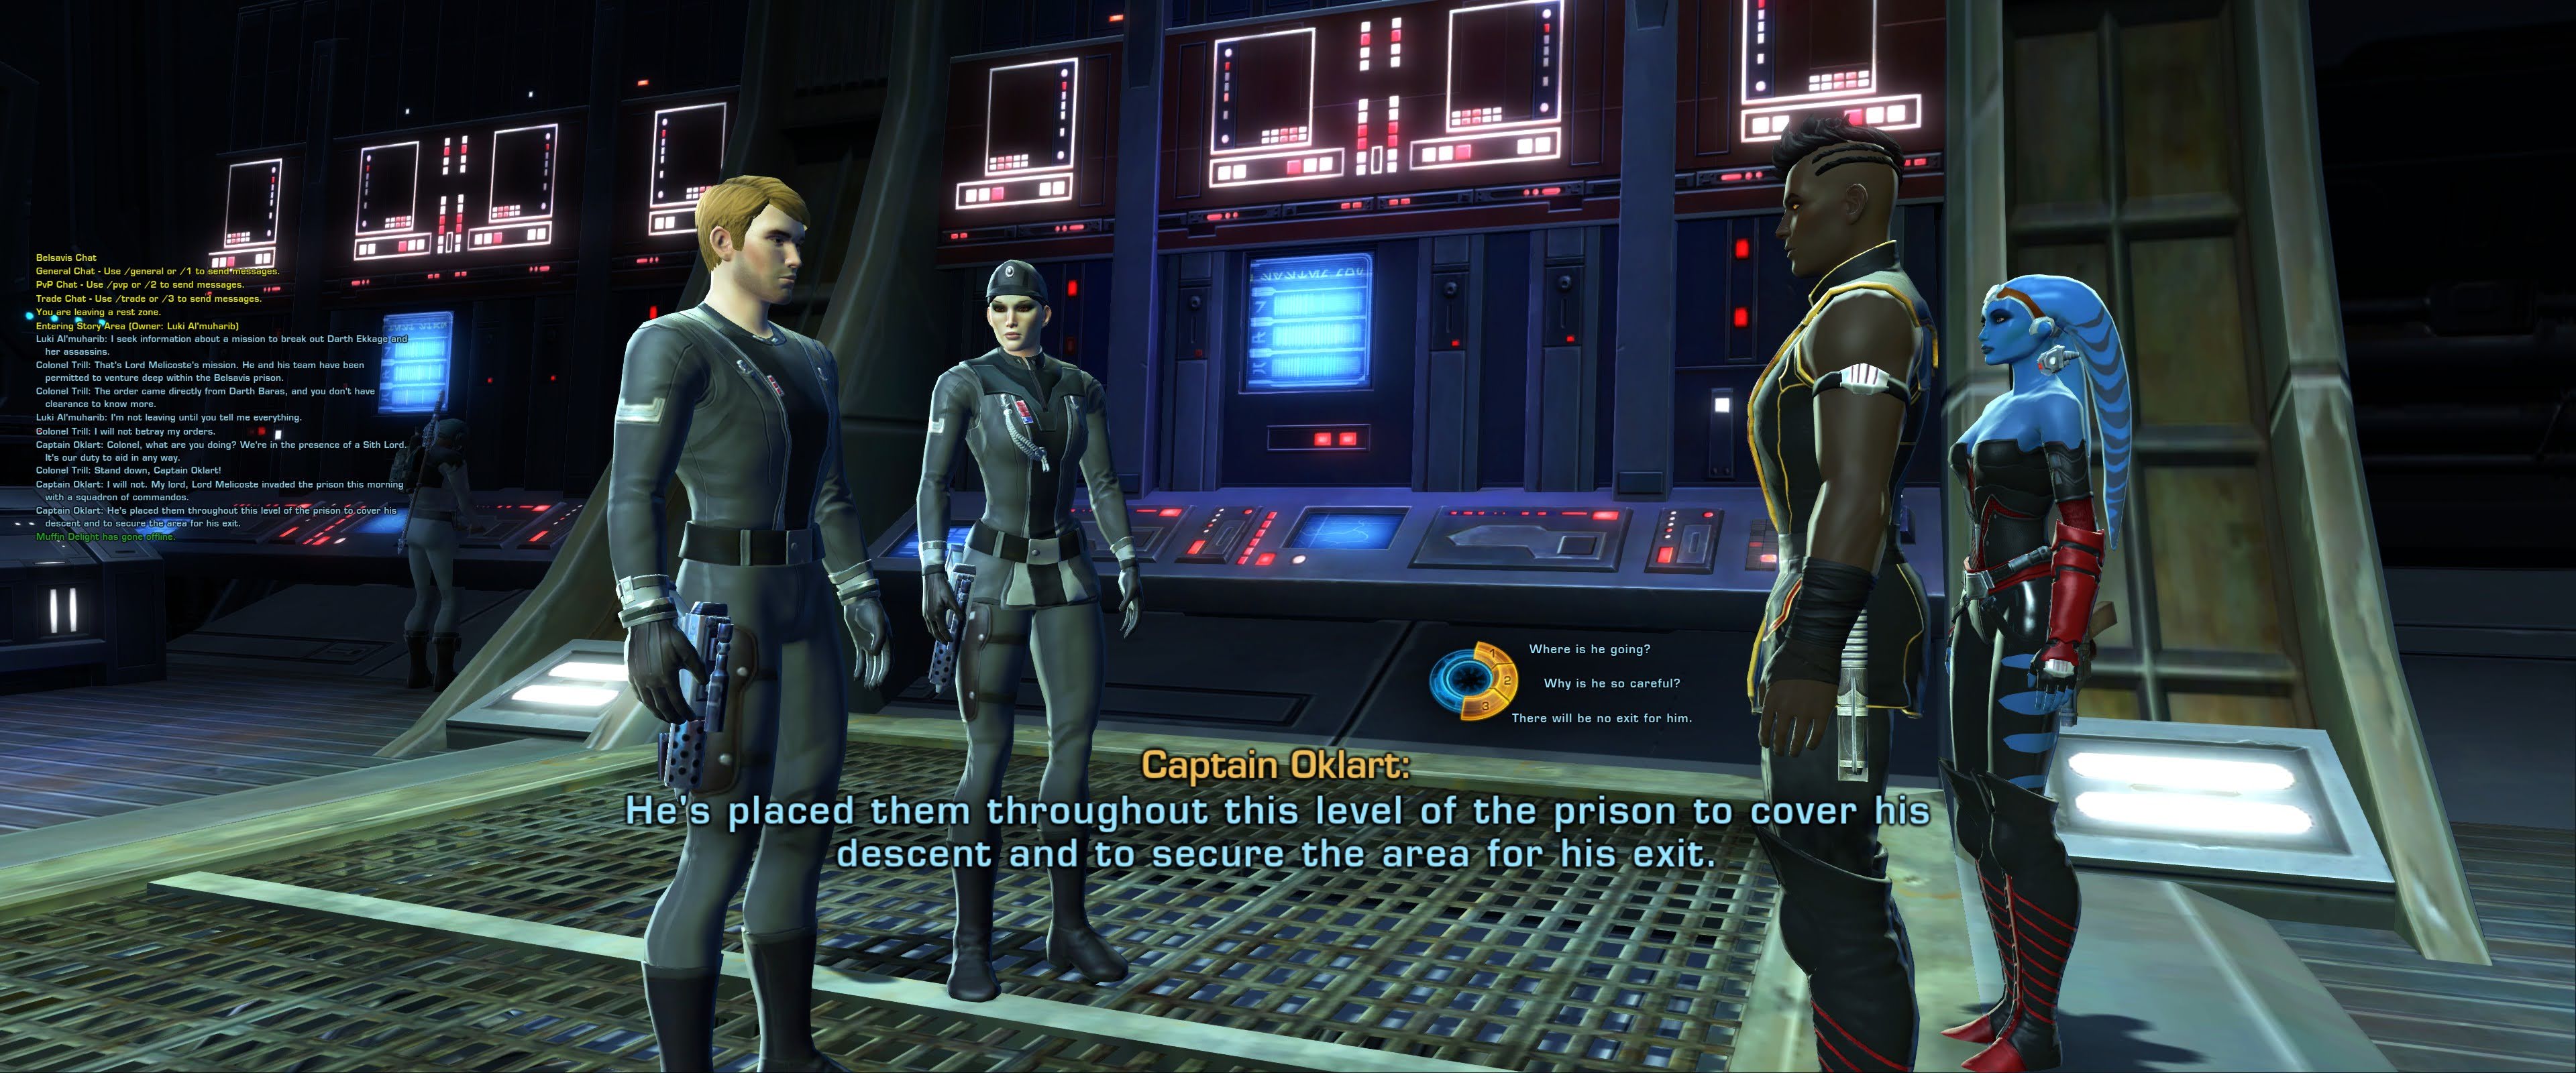 Belsavis Chat
General Chat - Use /general or /1 to send messages.
PvP Chat - Use /pvp or /2 to send messages.
Trade Chat - Use /trade or /3 to send messages.
You are leaving a rest zone.
Entering Story Area (Owner: Luki Al'muharib)
Luki Al'muharib: I seek information about a mission to break out Darth Ekkage and
her assassins.
Colonel Trill: That's Lord Melicoste's mission. He and his team have been
permitted to venture deep within the Belsavis prison.
Colonel Trill: The order came directly from Darth Baras, and you don't have
clearance to know more.
Luki Al'muharib: I'm not leaving until you tell me everything.
Colonel Trill: I will not betray my orders.
Captain Oklart: Colonel, what are you doing? We're in the presence of a Sith Lord.
It's our duty to aid in any way.
Colonel Trill: Stand down, Captain Oklart!
Captain Oklart: I will not. My lord, Lord Melicoste invaded the prison this morning
with a squadron of commandos.
Captain Oklart: He's placed them throughout this level of the prison to cover his
descent and to secure the area for his exit.
Muffin Delight has gone offline.
1 Where is he going?
2 Why is he so careful?
3 There will be no exit for him.
Captain Oklart:
He's placed them throughout this level of the prison to cover his
descent and to secure the area for his exit.